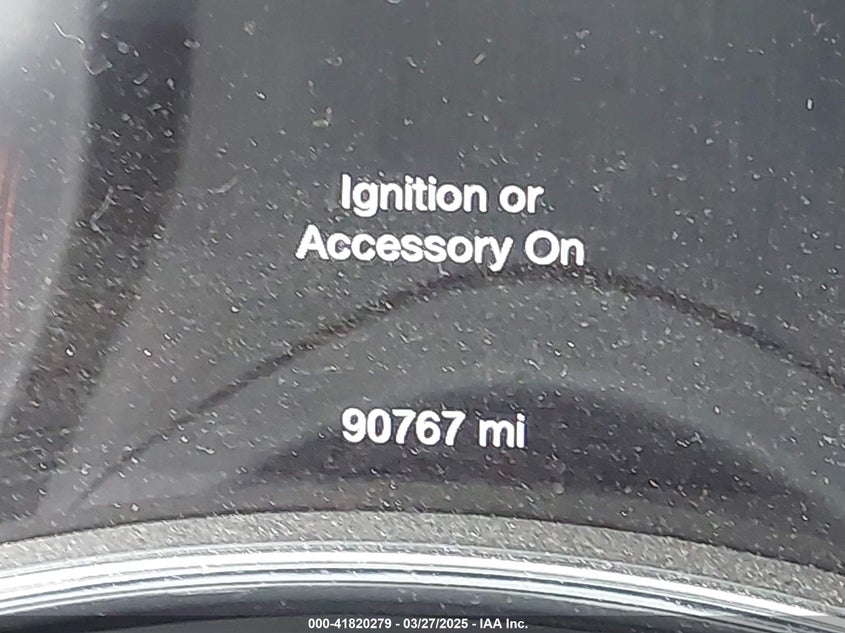 Ignition or
Accessory On
90767 mi
000-41820279 - 03/27/2025 - IAA Inc.